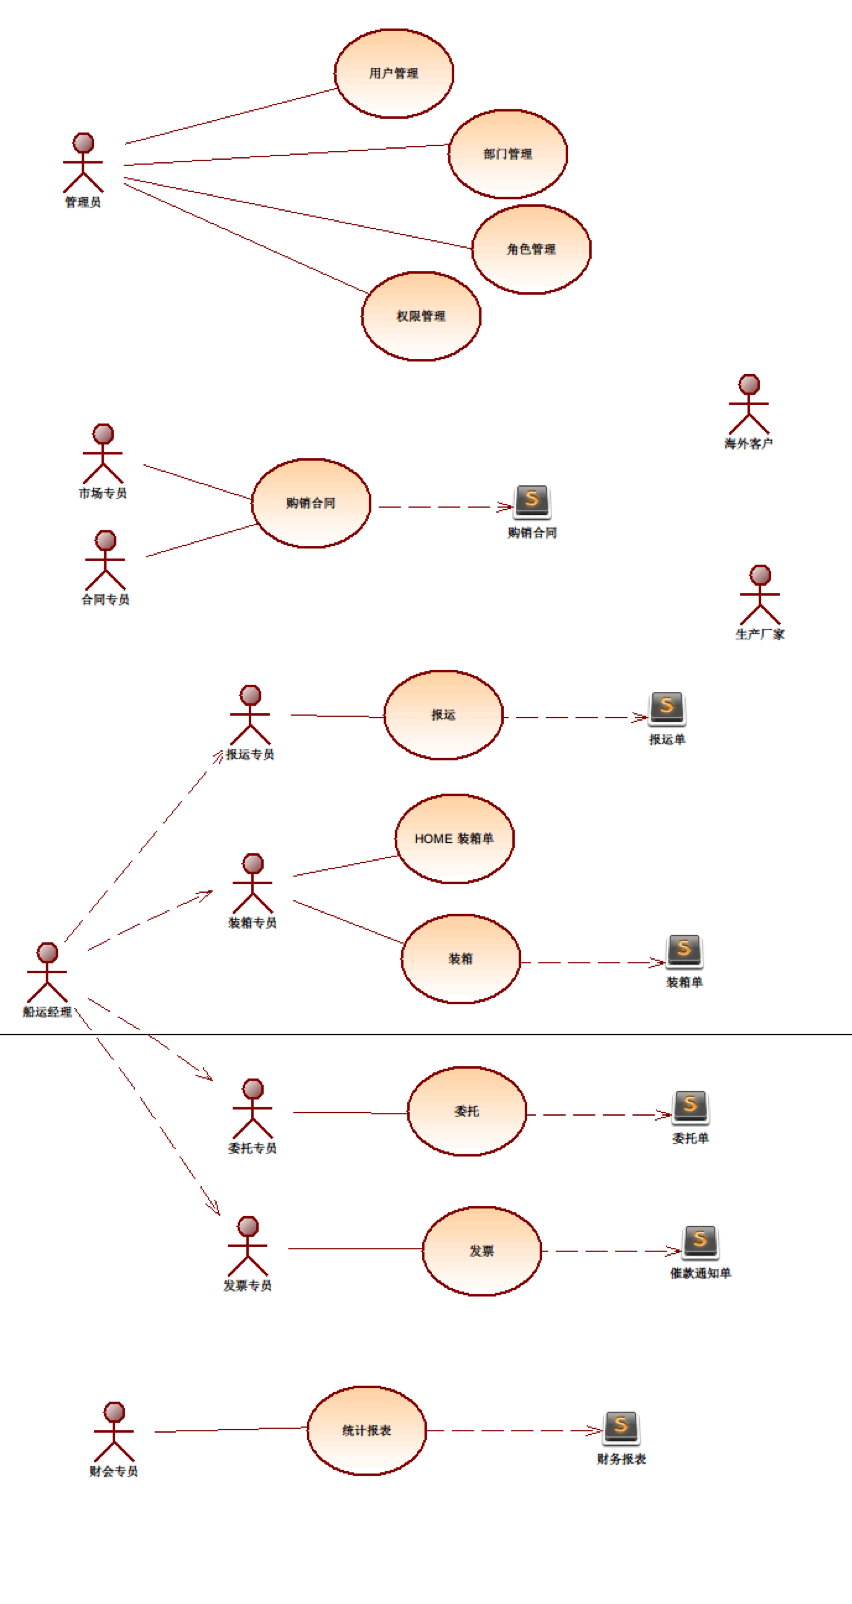 用户管理
部门管理
管理员
角色管理
权限管理
海外客户
市场专员
购销合同
购销合同
合同专员
生产厂家
报运
报运单
报运专员
HOME 装箱单
装箱专员
装箱
装箱单
船运经理
委托
委托单
委托专员
发票
催款通知单
发票专员
统计报表
财务报表
财会专员